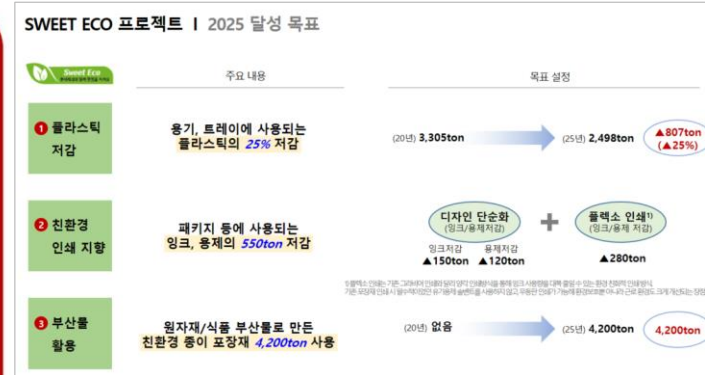 SWEET ECO 프로젝트 I 2025 달성 목표
Sweet Eco
주요 내용
목표 설정
1 플라스틱
저감
용기, 트레이에 사용되는
플라스틱의 25% 저감
(20년) 3,305ton
(25년) 2,498ton
▲807ton
(▲25%)
2 친환경
인쇄 지향
패키지 등에 사용되는
잉크, 용제의 550ton 저감
디자인 단순화
(잉크/용제저감)
잉크저감 용제저감
▲150ton ▲120ton
+
플렉소 인쇄1)
(잉크/용제 저감)
▲280ton
3 부산물
활용
원자재/식품 부산물로 만든
친환경 종이 포장재 4,200ton 사용
(20년) 없음
(25년) 4,200ton
4,200ton